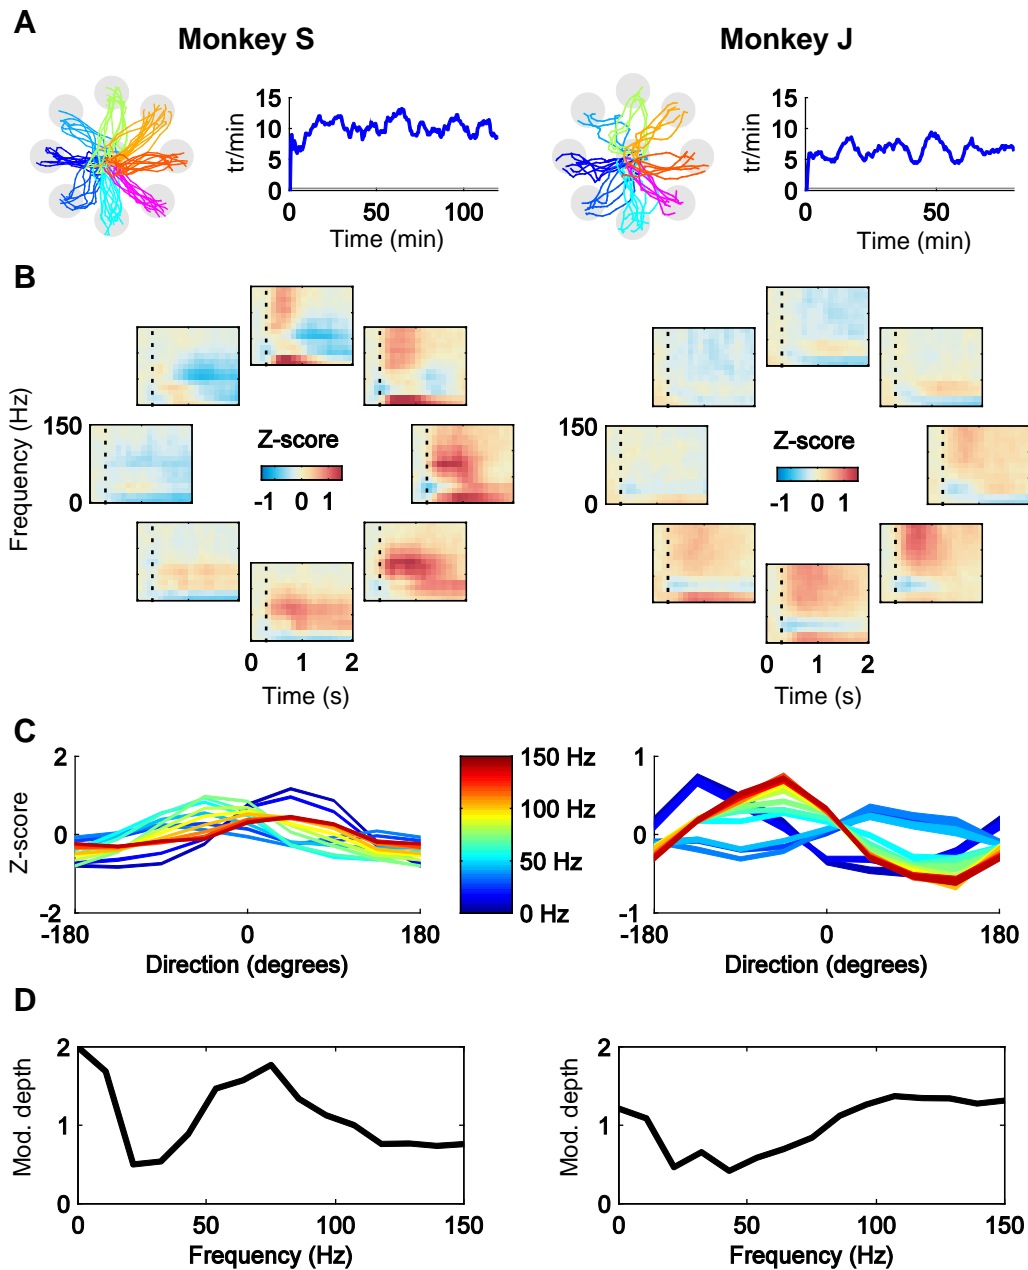 A
Monkey S
Monkey J
tr/min
15
10
5
0
0
50
100
Time (min)
tr/min
15
10
5
0
0
50
Time (min)
B
Frequency (Hz)
150
0
Z-score
-1 0 1
0 1 2
Time (s)
150
0
Z-score
-1 0 1
0 1 2
Time (s)
C
Z-score
2
0
-2
-180 0 180
Direction (degrees)
150 Hz
100 Hz
50 Hz
0 Hz
1
0
-1
-180 0 180
Direction (degrees)
D
Mod. depth
2
1
0
0 50 100 150
Frequency (Hz)
Mod. depth
2
1
0
0 50 100 150
Frequency (Hz)